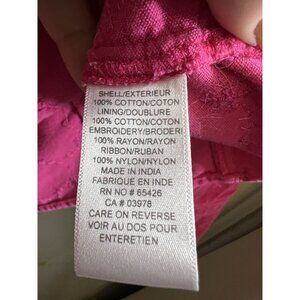 SHELL/EXTERIEUR
100% COTTON/COTON
LINING/DOUBLURE
100% COTTON/COTON
EMBROIDERY/BRODERI
100% RAYON/RAYON
RIBBON/RUBAN
100% NYLON/NYLON
MADE IN INDIA
FABRIQUE EN INDE
RN NO # 65426
CA # 03978
CARE ON REVERSE
VOIR AU DOS POUR
ENTERETIEN